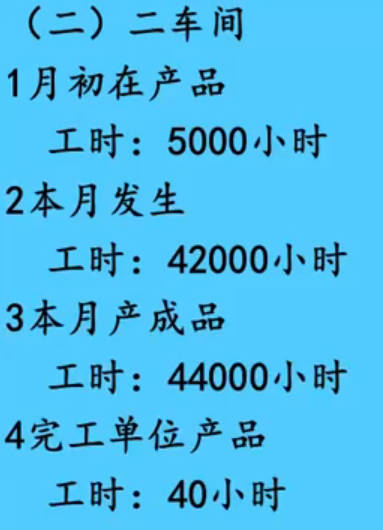 （二）二车间
1月初在产品
工时：5000小时
2本月发生
工时：42000小时
3本月产成品
工时：44000小时
4完工单位产品
工时：40小时